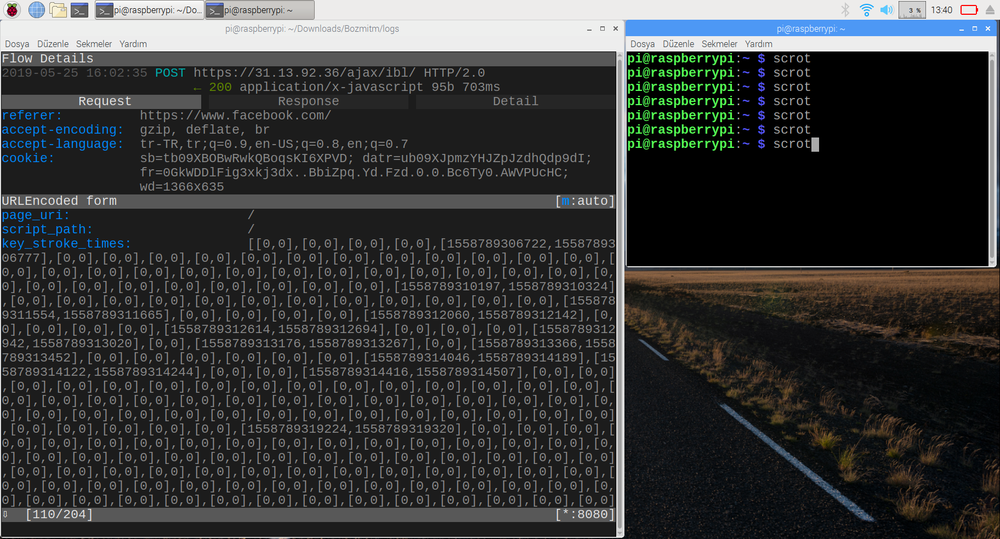 pi@raspberrypi: ~/Do...
pi@raspberrypi: ~
3 %
13:40
pi@raspberrypi: ~/Downloads/Bozmitm/logs
Dosya Düzenle Sekmeler Yardım
Flow Details
2019-05-25 16:02:35 POST https://31.13.92.36/ajax/ibl/ HTTP/2.0
← 200 application/x-javascript 95b 703ms
Request Response Detail
referer: https://www.facebook.com/
accept-encoding: gzip, deflate, br
accept-language: tr-TR,tr;q=0.9,en-US;q=0.8,en;q=0.7
cookie: sb=tb09XBOBwRwkQBoqsKI6XPVD; datr=ub09XJpmzYHJZpJzdhQdp9dI;
fr=0GkWDDlFig3xkj3dx..BbiZpq.Yd.Fzd.0.0.Bc6Ty0.AWVPUcHC;
wd=1366x635
URLEncoded form [m:auto]
page_uri: /
script_path: /
key_stroke_times: [[0,0],[0,0],[0,0],[0,0],[1558789306722,15587893
06777],[0,0],[0,0],[0,0],[0,0],[0,0],[0,0],[0,0],[0,0],[0,0],[0,0],[0,0],[0,0],[
0,0],[0,0],[0,0],[0,0],[0,0],[0,0],[0,0],[0,0],[0,0],[0,0],[0,0],[0,0],[0,0],[0,
0],[0,0],[0,0],[0,0],[0,0],[0,0],[0,0],[0,0],[0,0],[1558789310197,1558789310324]
,[0,0],[0,0],[0,0],[0,0],[0,0],[0,0],[0,0],[0,0],[0,0],[0,0],[0,0],[0,0],[155878
9311554,1558789311665],[0,0],[0,0],[0,0],[0,0],[1558789312060,1558789312142],[0,
0],[0,0],[0,0],[0,0],[1558789312614,1558789312694],[0,0],[0,0],[0,0],[1558789312
942,1558789313020],[0,0],[1558789313176,1558789313267],[0,0],[1558789313366,1558
789313452],[0,0],[0,0],[0,0],[0,0],[0,0],[0,0],[1558789314046,1558789314189],[15
58789314122,1558789314244],[0,0],[0,0],[1558789314416,1558789314507],[0,0],[0,0]
,[0,0],[0,0],[0,0],[0,0],[0,0],[0,0],[0,0],[0,0],[0,0],[0,0],[0,0],[0,0],[0,0],[
0,0],[0,0],[0,0],[0,0],[0,0],[0,0],[0,0],[0,0],[0,0],[0,0],[0,0],[0,0],[0,0],[0,
0],[0,0],[0,0],[0,0],[0,0],[0,0],[0,0],[0,0],[0,0],[0,0],[0,0],[0,0],[0,0],[0,0]
,[0,0],[0,0],[0,0],[0,0],[0,0],[1558789319224,1558789319320],[0,0],[0,0],[0,0],[
0,0],[0,0],[0,0],[0,0],[0,0],[0,0],[0,0],[0,0],[0,0],[0,0],[0,0],[0,0],[0,0],[0,
0],[0,0],[0,0],[0,0],[0,0],[0,0],[0,0],[0,0],[0,0],[0,0],[0,0],[0,0],[0,0],[0,0]
,[0,0],[0,0],[0,0],[0,0],[0,0],[0,0],[0,0],[0,0],[0,0],[0,0],[0,0],[0,0],[0,0],[
0,0],[0,0],[0,0],[0,0],[0,0],[0,0],[0,0],[0,0],[0,0],[0,0],[0,0],[0,0],[0,0],[0,
0],[0,0],[0,0],[0,0],[0,0],[0,0],[0,0],[0,0],[0,0],[0,0],[0,0],[0,0],[0,0],[0,0]
⇩ [110/204] [*:8080]
pi@raspberrypi: ~
Dosya Düzenle Sekmeler Yardım
pi@raspberrypi:~ $ scrot
pi@raspberrypi:~ $ scrot
pi@raspberrypi:~ $ scrot
pi@raspberrypi:~ $ scrot
pi@raspberrypi:~ $ scrot
pi@raspberrypi:~ $ scrot
pi@raspberrypi:~ $ scrot